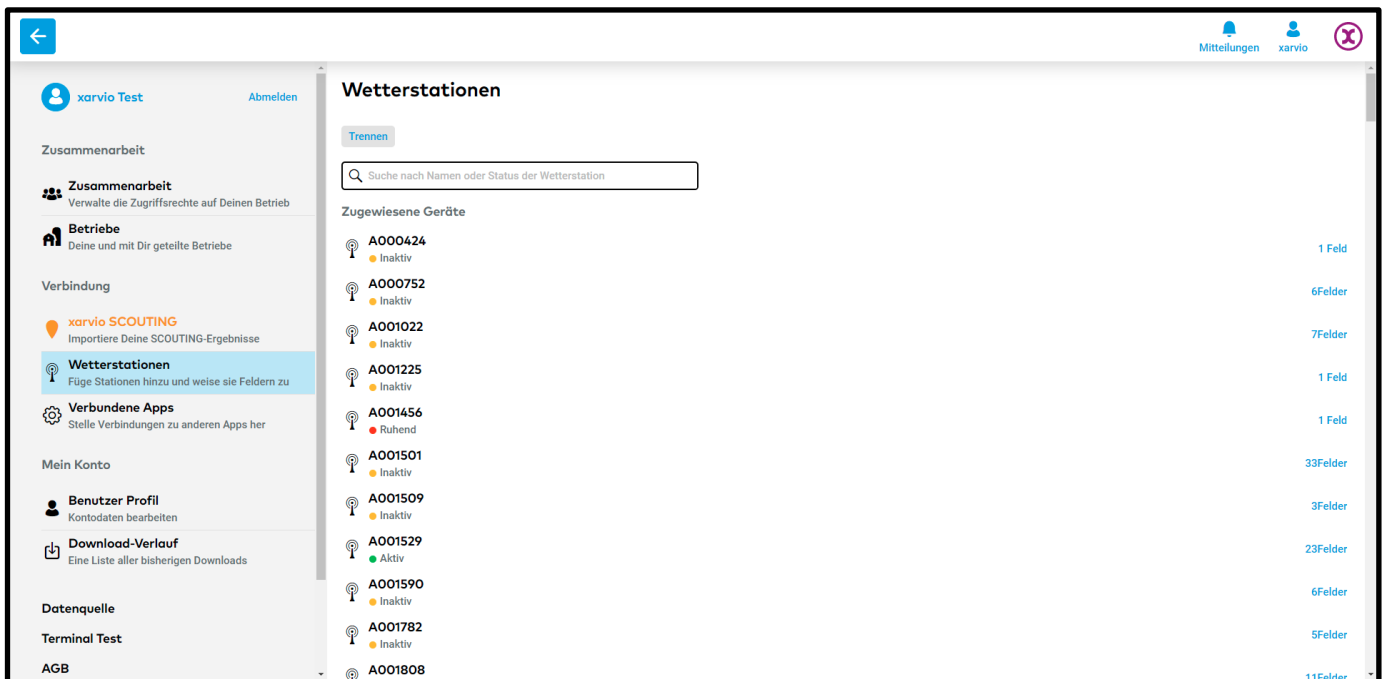 Mitteilungen
xarvio
xarvio Test
Abmelden
Zusammenarbeit
Zusammenarbeit
Verwalte die Zugriffsrechte auf Deinen Betrieb
Betriebe
Deine und mit Dir geteilte Betriebe
Verbindung
xarvio SCOUTING
Importiere Deine SCOUTING-Ergebnisse
Wetterstationen
Füge Stationen hinzu und weise sie Feldern zu
Verbundene Apps
Stelle Verbindungen zu anderen Apps her
Mein Konto
Benutzer Profil
Kontodaten bearbeiten
Download-Verlauf
Eine Liste aller bisherigen Downloads
Datenquelle
Terminal Test
AGB
Wetterstationen
Trennen
Suche nach Namen oder Status der Wetterstation
Zugewiesene Geräte
A000424
Inaktiv
1 Feld
A000752
Inaktiv
6Felder
A001022
Inaktiv
7Felder
A001225
Inaktiv
1 Feld
A001456
Ruhend
1 Feld
A001501
Inaktiv
33Felder
A001509
Inaktiv
3Felder
A001529
Aktiv
23Felder
A001590
Inaktiv
6Felder
A001782
Inaktiv
5Felder
A001808
11Felder